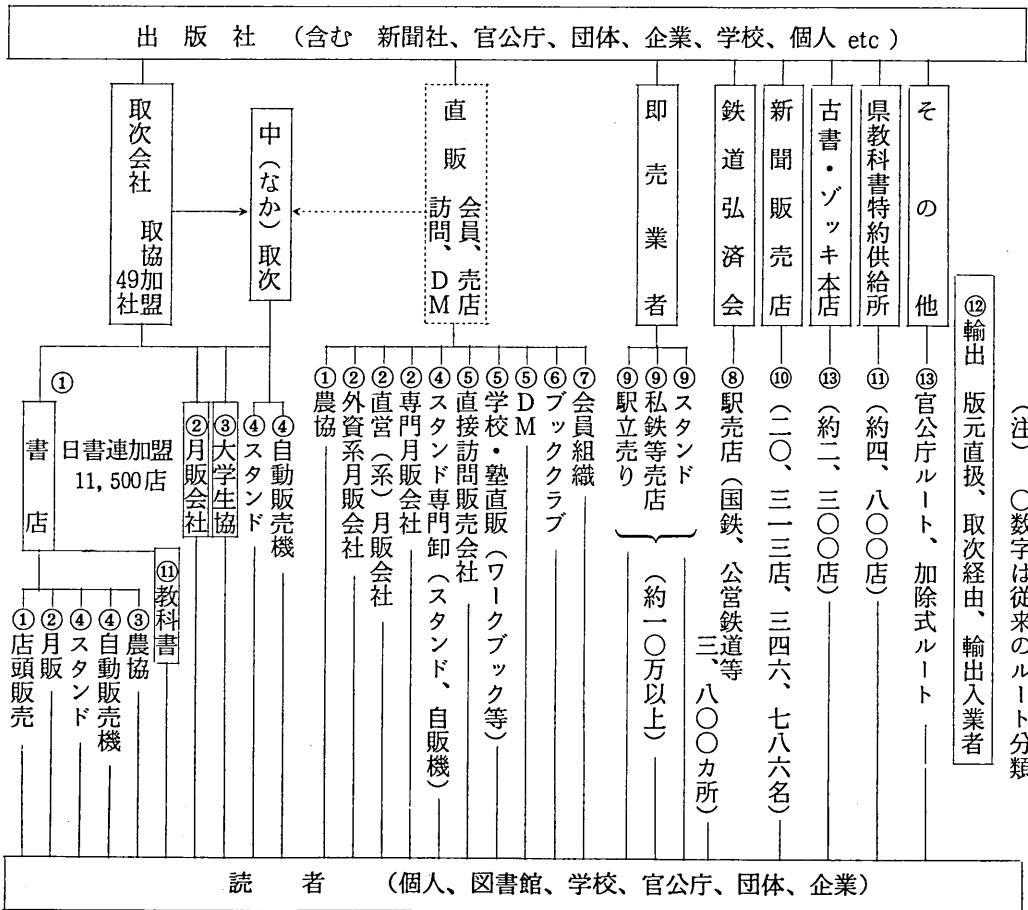 出版社 （含む 新聞社、官公庁、団体、企業、学校、個人 etc）
取次会社 取協加盟49社
中（なか）取次
直販 会員、売店訪問、DM
即売業者
鉄道弘済会
新聞販売店
古書・ゾッキ本店
県教科書特約供給所
その他
⑫輸出 版元直扱、取次経由、輸出入業者
（注） ○数字は従来のルート分類
①
書店
日書連加盟
11,500店
②月販会社
③大学生協
④スタンド
④自動販売機
①農協
②外資系月販会社
②直営（系）月販会社
②専門月販会社
④スタンド専門卸（スタンド、自販機）
⑤直接訪問販売会社
⑤学校・塾直販（ワークブック等）
⑤DM
⑥ブッククラブ
⑦会員組織
⑨駅立売り
⑨私鉄等売店
⑨スタンド
（約一〇万以上）
⑧駅売店（国鉄、公営鉄道等
三、八〇〇カ所）
⑩（二〇、三一三店、三四六、七八六名）
⑬（約二、三〇〇店）
⑪（約四、八〇〇店）
⑬官公庁ルート、加除式ルート
①店頭販売
②月販
④スタンド
④自動販売機
③農協
⑪教科書
読者 （個人、図書館、学校、官公庁、団体、企業）